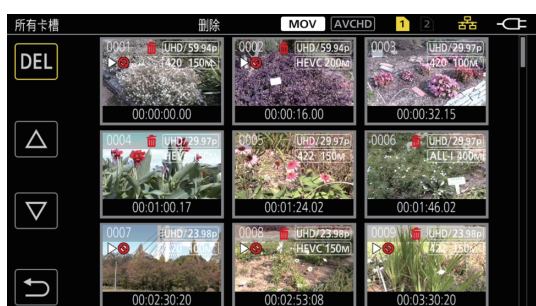 所有卡槽 删除 MOV AVCHD 1 2
DEL
0001 UHD/59.94p
420 150M
00:00:00.00
0002 UHD/59.94p
HEVC 200M
00:00:16.00
0003 UHD/29.97p
420 100M
00:00:32.15
0004 UHD/29.97p
HEVC
00:01:00.17
0005 UHD/29.97p
422 150M
00:01:24.02
0006 UHD/29.97p
ALL-I 400M
00:01:46.02
0007 UHD/23.98p
420 100M
00:02:30:20
0008 UHD/23.98p
HEVC 150M
00:02:53:08
0009 UHD/23.98p
422 150M
00:03:30:20